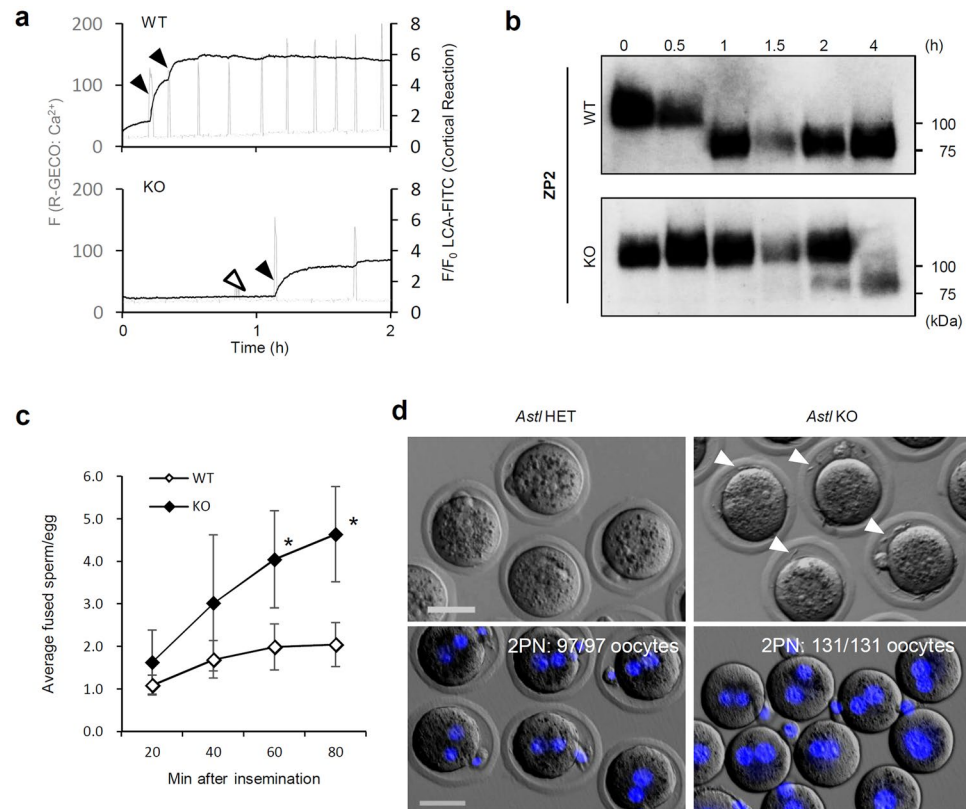 a
WT
F (R-GECO: Ca²⁺)
200
100
0
8
6
4
2
0
KO
200
100
0
8
6
4
2
0
F/F₀ LCA-FITC (Cortical Reaction)
0
1
2
Time (h)
b
0 0.5 1 1.5 2 4 (h)
ZP2
WT
100
75
KO
100
75
(kDa)
c
WT
KO
Average fused sperm/egg
6.0
5.0
4.0
3.0
2.0
1.0
0.0
*
*
20 40 60 80
Min after insemination
d
Astl HET
Astl KO
2PN: 97/97 oocytes
2PN: 131/131 oocytes